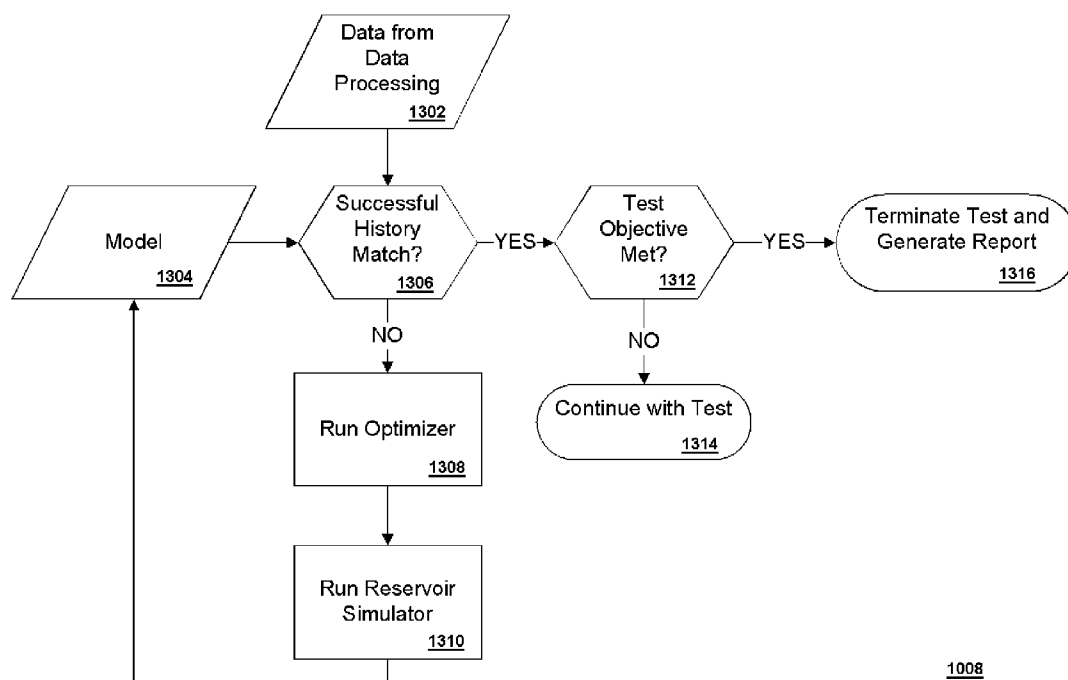 Data from
Data
Processing
1302
Model
1304
Successful
History
Match?
1306
YES
Test
Objective
Met?
1312
YES
Terminate Test and
Generate Report
1316
NO
NO
Run Optimizer
1308
Continue with Test
1314
Run Reservoir
Simulator
1310
1008